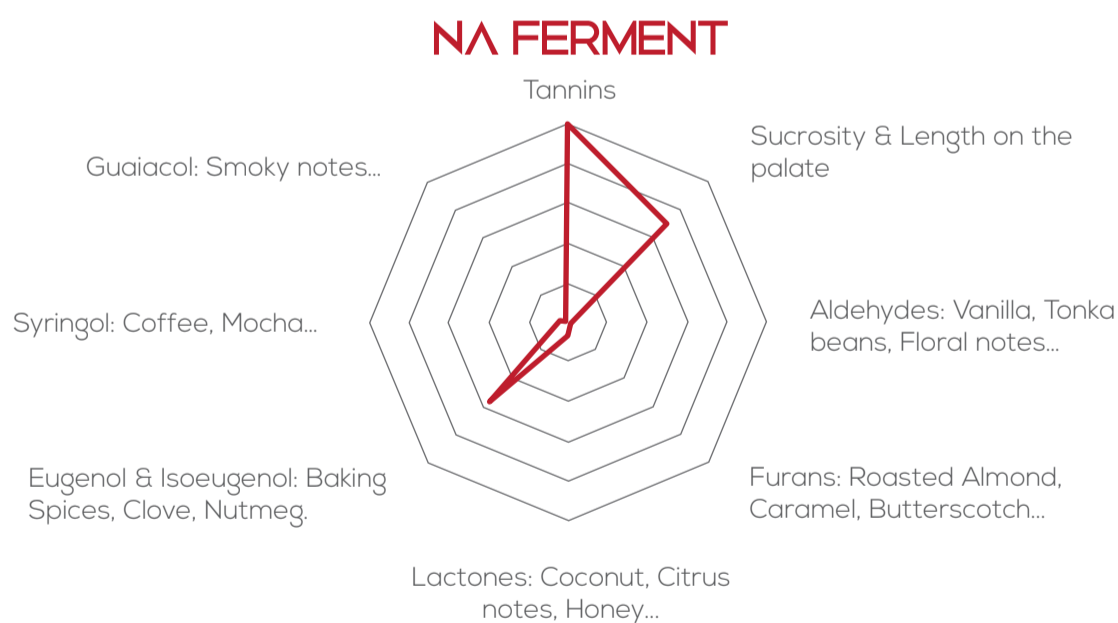 NA FERMENT
Tannins
Sucrosity & Length on the
palate
Guaiacol: Smoky notes...
Aldehydes: Vanilla, Tonka
beans, Floral notes...
Syringol: Coffee, Mocha...
Eugenol & Isoeugenol: Baking
Spices, Clove, Nutmeg.
Furans: Roasted Almond,
Caramel, Butterscotch...
Lactones: Coconut, Citrus
notes, Honey...